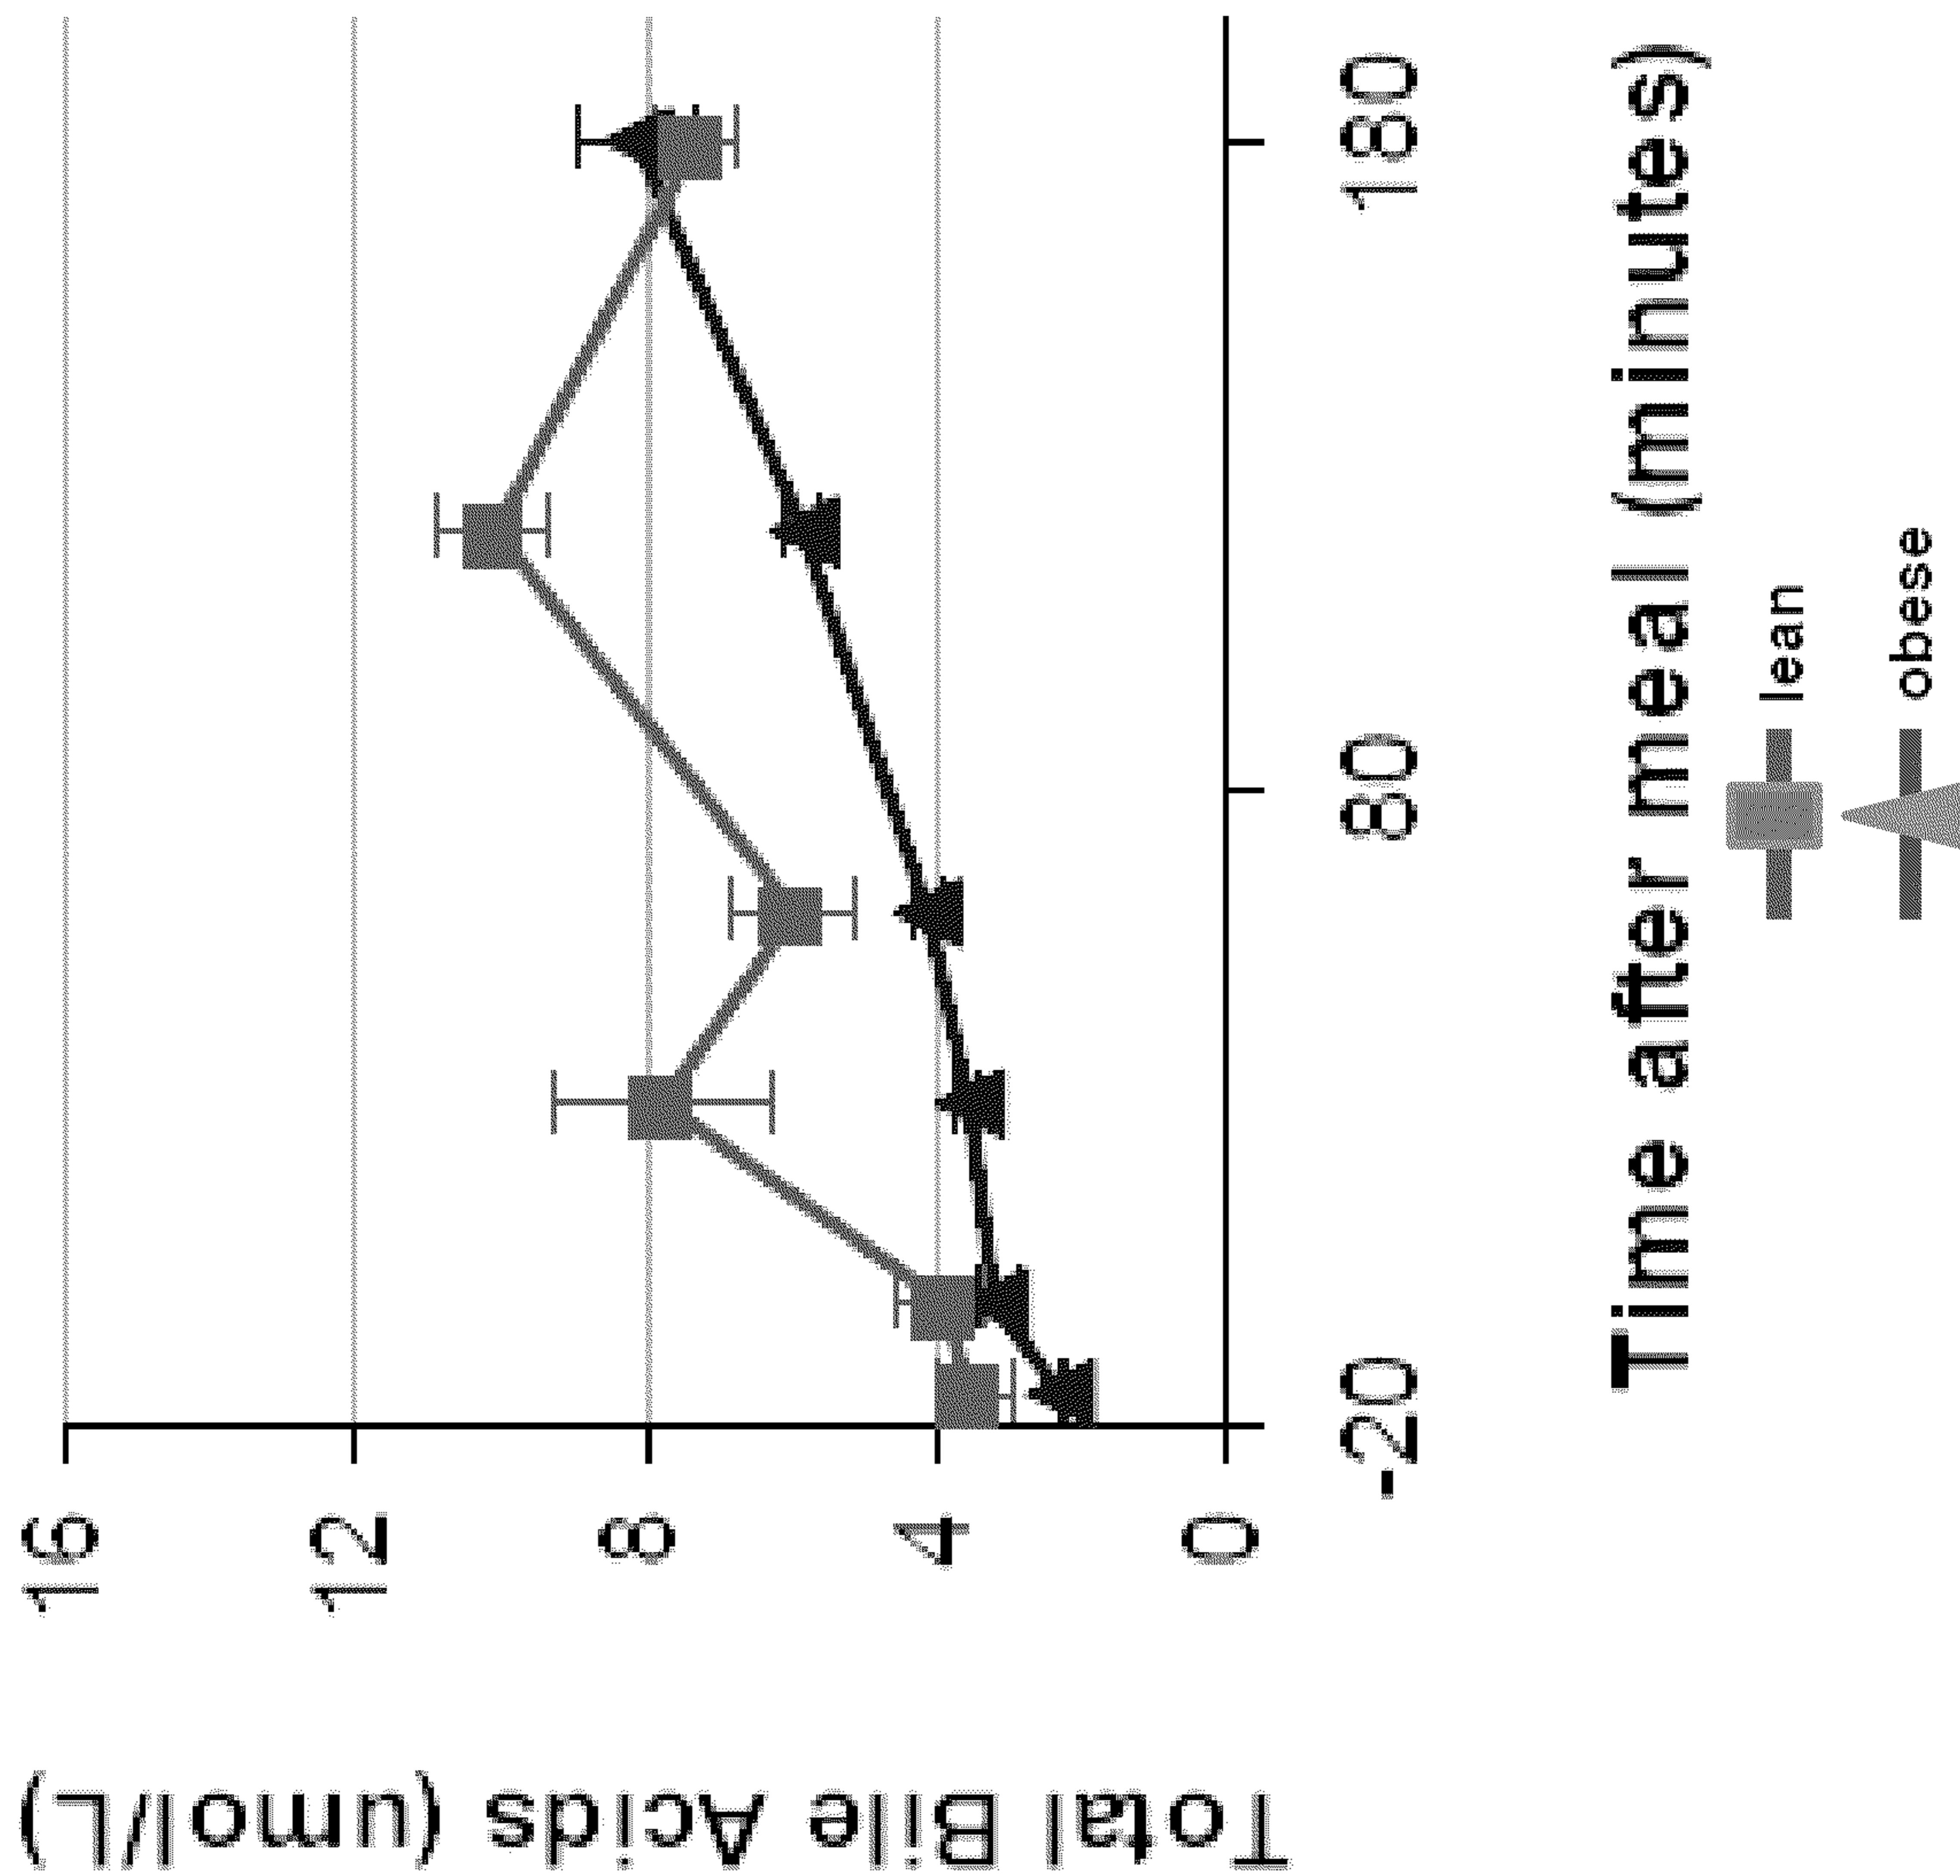 Total Bile Acids (umol/L)
16
12
8
4
0
-20
80
180
Time after meal (minutes)
lean
obese